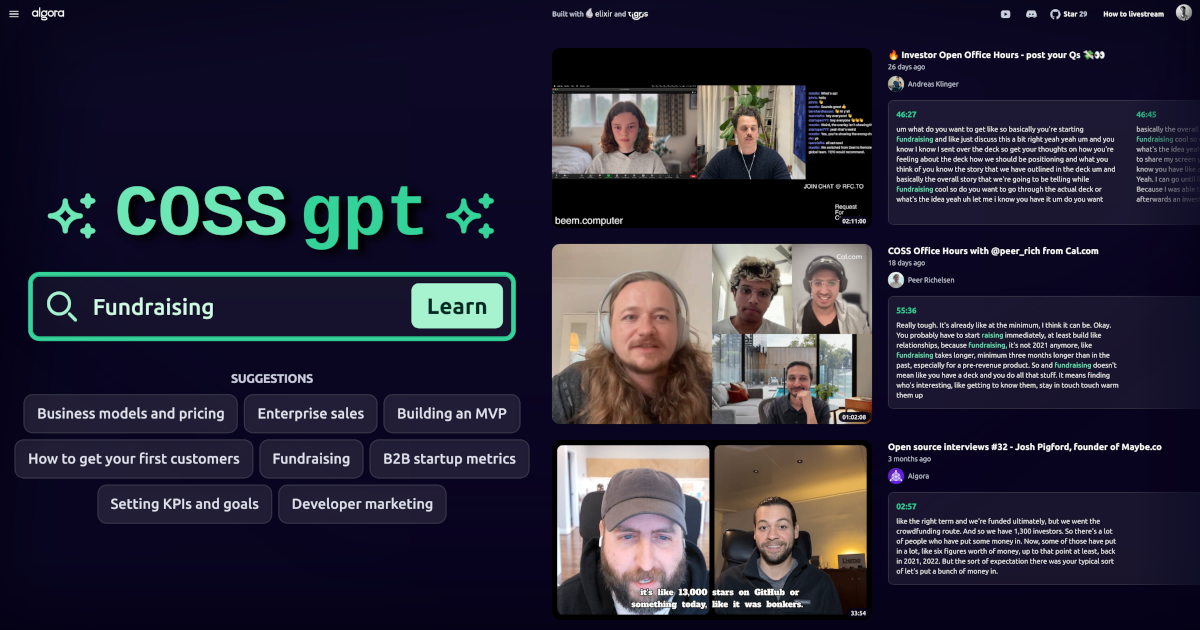 algora
Built with elixir and tigris
Star 29
How to livestream
COSS gpt
Fundraising
Learn
SUGGESTIONS
Business models and pricing
Enterprise sales
Building an MVP
How to get your first customers
Fundraising
B2B startup metrics
Setting KPIs and goals
Developer marketing
JOIN CHAT @ RFC.TO
Request
For
beem.computer
02:11:00
🔥 Investor Open Office Hours - post your Qs 💸👀
26 days ago
Andreas Klinger
46:27
um what do you want to get like so basically you're starting
fundraising and like just discuss this a bit right yeah yeah um and you
know I know I sent over the deck so get your thoughts on how you're
feeling about the deck how we should be positioning and what you
think of you know the story that we have outlined in the deck um and
basically the overall story that we're going to be telling while
fundraising cool so do you want to go through the actual deck or
what's the idea yeah uh let me i know you have it um do you want
46:45
basically the overall
fundraising cool so
what's the idea yeah
to share my screen
know you have like
Yeah. I can go until
Because I was able
afterwards an inves
Cal.com
01:02:08
COSS Office Hours with @peer_rich from Cal.com
18 days ago
Peer Richelsen
55:36
Really tough. It's already like at the minimum, I think it can be. Okay.
You probably have to start raising immediately, at least build like
relationships, because fundraising, it's not 2021 anymore, like
fundraising takes longer, minimum three months longer than in the
past, especially for a pre-revenue product. So and fundraising doesn't
mean like you have a deck and you do all that stuff. It means finding
who's interesting, like getting to know them, stay in touch touch warm
them up
it's like 13,000 stars on GitHub or
something today, like it was bonkers.
33:54
Open source interviews #32 - Josh Pigford, founder of Maybe.co
3 months ago
Algora
02:57
like the right term and we're funded ultimately, but we went the
crowdfunding route. And so we have 1,300 investors. So there's a lot
of people who have put some money in. Now, some of those have put
in a lot, like six figures worth of money, up to that point at least, back
in 2021, 2022. But the sort of expectation there was your typical sort
of let's put a bunch of money in.